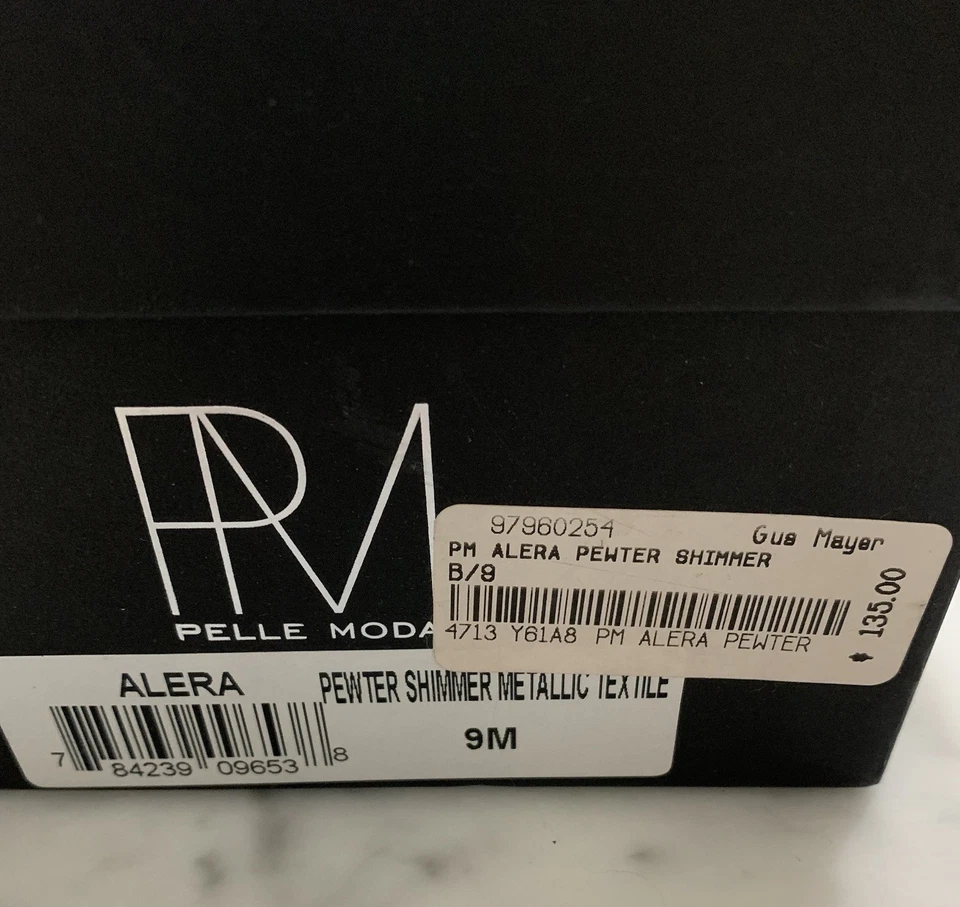 PM
PELLE MODA
97960254 Gus Mayer
PM ALERA PEWTER SHIMMER
B/9
4713 Y61A8 PM ALERA PEWTER
135.00
ALERA PEWTER SHIMMER METALLIC TEXTILE
9M
7 84239 09653 8